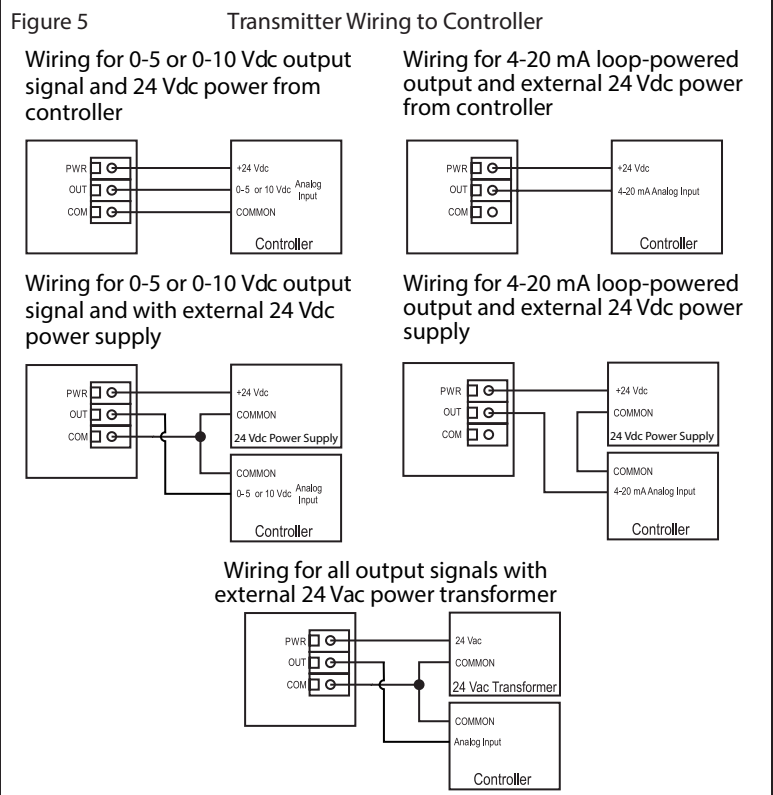 Figure 5 Transmitter Wiring to Controller
Wiring for 0-5 or 0-10 Vdc output
signal and 24 Vdc power from
controller
PWR
OUT
COM
+24 Vdc
0-5 or 10 Vdc Analog
Input
COMMON
Controller
Wiring for 4-20 mA loop-powered
output and external 24 Vdc power
from controller
PWR
OUT
COM
+24 Vdc
4-20 mA Analog Input
Controller
Wiring for 0-5 or 0-10 Vdc output
signal and with external 24 Vdc
power supply
PWR
OUT
COM
+24 Vdc
COMMON
24 Vdc Power Supply
COMMON
0-5 or 10 Vdc Analog
Input
Controller
Wiring for 4-20 mA loop-powered
output and external 24 Vdc power
supply
PWR
OUT
COM
+24 Vdc
COMMON
24 Vdc Power Supply
COMMON
4-20 mA Analog Input
Controller
Wiring for all output signals with
external 24 Vac power transformer
PWR
OUT
COM
24 Vac
COMMON
24 Vac Transformer
COMMON
Analog Input
Controller